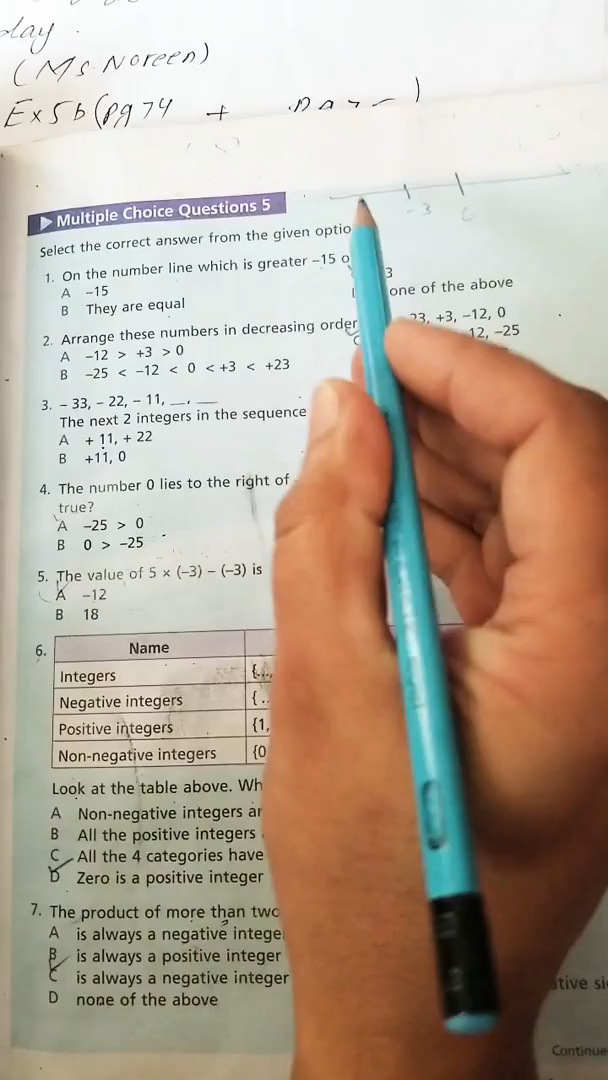 day.
(Ms. Noreen)
Ex 5b (pg 74 +
-3
Multiple Choice Questions 5
Select the correct answer from the given optio
1. On the number line which is greater –15 o
A –15
3
B They are equal
one of the above
2. Arrange these numbers in decreasing order
23, +3, –12, 0
A –12 > +3 > 0
12, –25
B –25 < –12 < 0 < +3 < +23
3. – 33, – 22, – 11, __, __
The next 2 integers in the sequence
A + 11, + 22
B +11, 0
4. The number 0 lies to the right of
true?
A –25 > 0
B 0 > –25
5. The value of 5 × (–3) – (–3) is
A –12
B 18
6. Name
Integers {...,
Negative integers {..
Positive integers {1,
Non-negative integers {0
Look at the table above. Wh
A Non-negative integers ar
B All the positive integers
C All the 4 categories have
D Zero is a positive integer
7. The product of more than two
A is always a negative intege
B is always a positive integer
C is always a negative integer
D none of the above
ative si
Continue